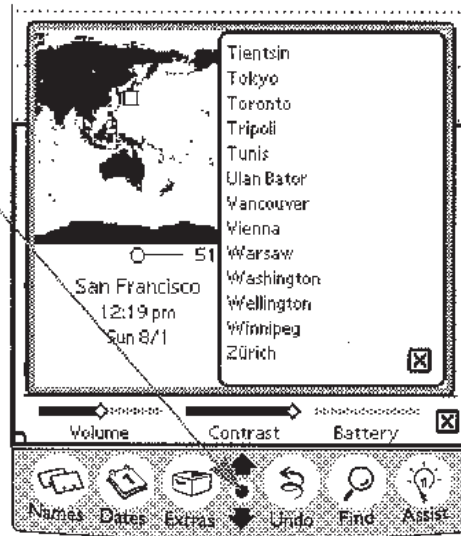 Tientsin
Tokyo
Toronto
Tripoli
Tunis
Ulan Bator
Vancouver
Vienna
Warsaw
Washington
Wellington
Winnipeg
Zürich
51
San Francisco
12:19 pm
Sun 8/1
Volume Contrast Battery
Names Dates Extras Undo Find Assist